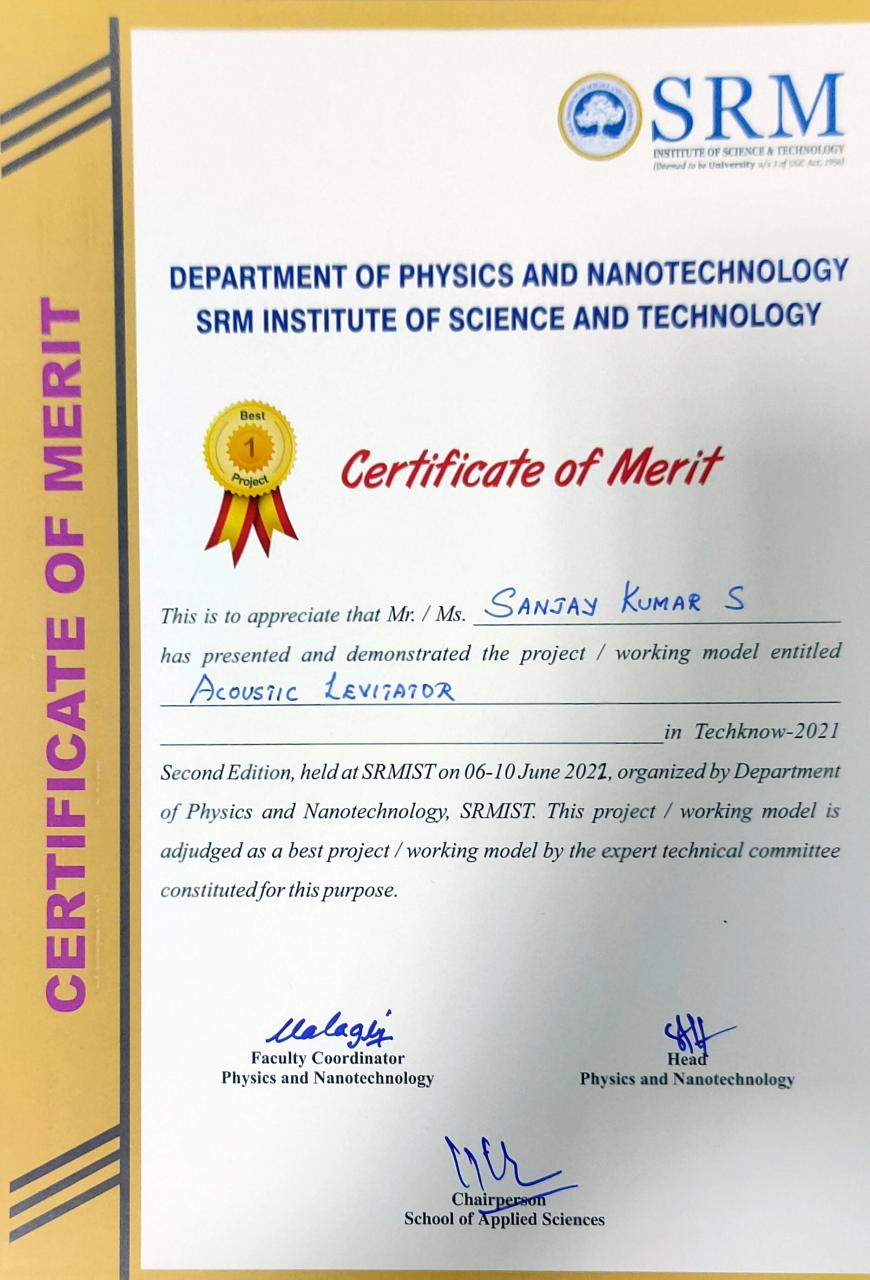 CERTIFICATE OF MERIT
SRM
INSTITUTE OF SCIENCE & TECHNOLOGY
(Deemed to be University u/s 3 of UGC Act, 1956)
DEPARTMENT OF PHYSICS AND NANOTECHNOLOGY
SRM INSTITUTE OF SCIENCE AND TECHNOLOGY
Best
1
Project
Certificate of Merit
This is to appreciate that Mr. / Ms. SANJAY KUMAR S
has presented and demonstrated the project / working model entitled
ACOUSTIC LEVITATOR
in Techknow-2021
Second Edition, held at SRMIST on 06-10 June 2022, organized by Department
of Physics and Nanotechnology, SRMIST. This project / working model is
adjudged as a best project / working model by the expert technical committee
constituted for this purpose.
Faculty Coordinator
Physics and Nanotechnology
Head
Physics and Nanotechnology
Chairperson
School of Applied Sciences